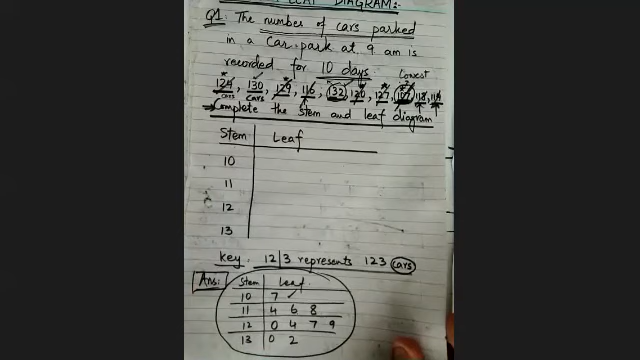 LEAF DIAGRAM:-
Q1: The number of cars parked
in a car park at 9 am is
recorded for 10 days
Lowest
124, 130, 129, 116, 132, 120, 127, 107, 118, 114
cars cars
Complete the stem and leaf diagram
Stem Leaf
10
11
12
13
Key 12|3 represents 123 cars
Ans: Stem Leaf
10 7
11 4 6 8
12 0 4 7 9
13 0 2